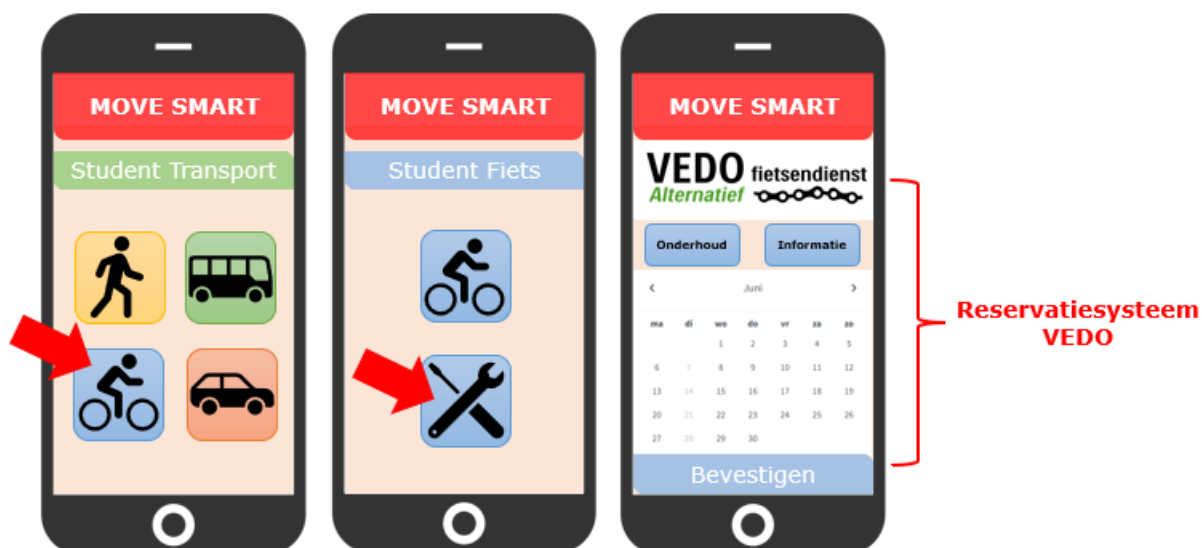 MOVE SMART
Student Transport
MOVE SMART
Student Fiets
MOVE SMART
VEDO fietsendienst
Alternatief
Onderhoud Informatie
< Juni >
ma di wo do vr za zo
1 2 3 4 5
6 7 8 9 10 11 12
13 14 15 16 17 18 19
20 21 22 23 24 25 26
27 28 29 30
Bevestigen
Reservatiesysteem
VEDO